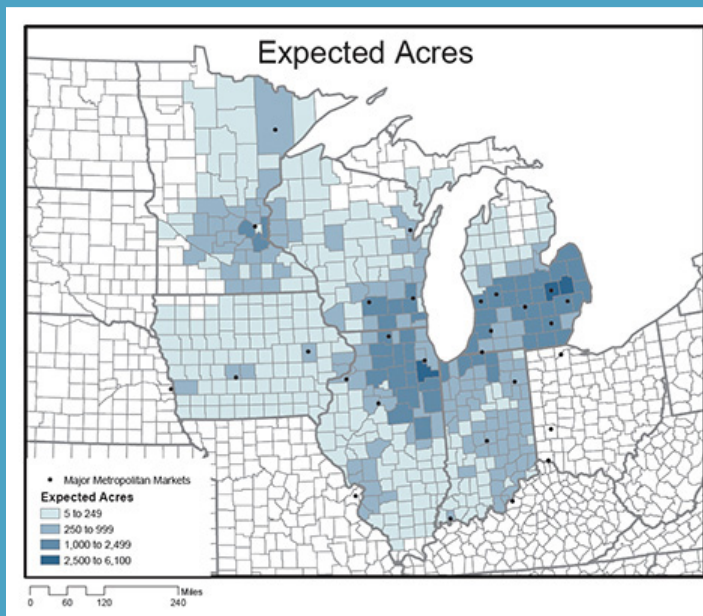 Expected Acres
• Major Metropolitan Markets
Expected Acres
5 to 249
250 to 999
1,000 to 2,499
2,500 to 6,100
Miles
0 60 120 240